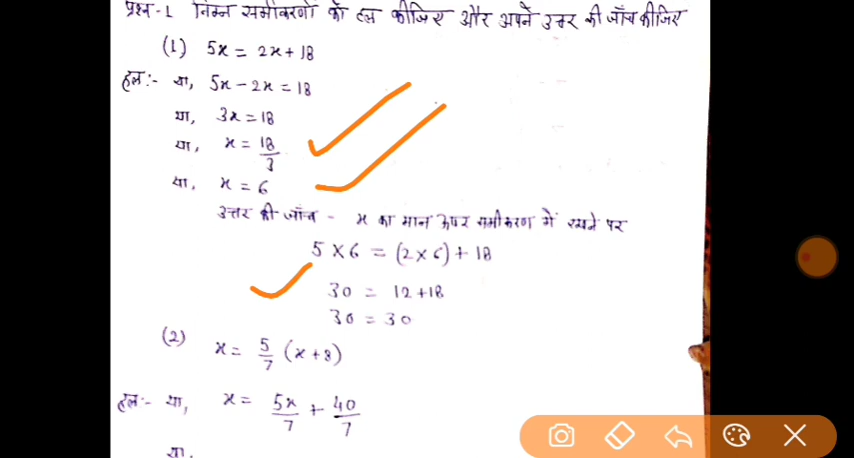 प्रश्न-1 निम्न समीकरणों को हल कीजिए और अपने उत्तर की जाँच कीजिए
(1) 5x = 2x + 18
हल:- या, 5x - 2x = 18
या, 3x = 18
या, x = 18/3
या, x = 6
उत्तर की जाँच - x का मान ऊपर समीकरण में रखने पर
5 × 6 = (2 × 6) + 18
30 = 12 + 18
30 = 30
(2) x = 5/7 (x + 8)
हल:- या, x = 5x/7 + 40/7
या,